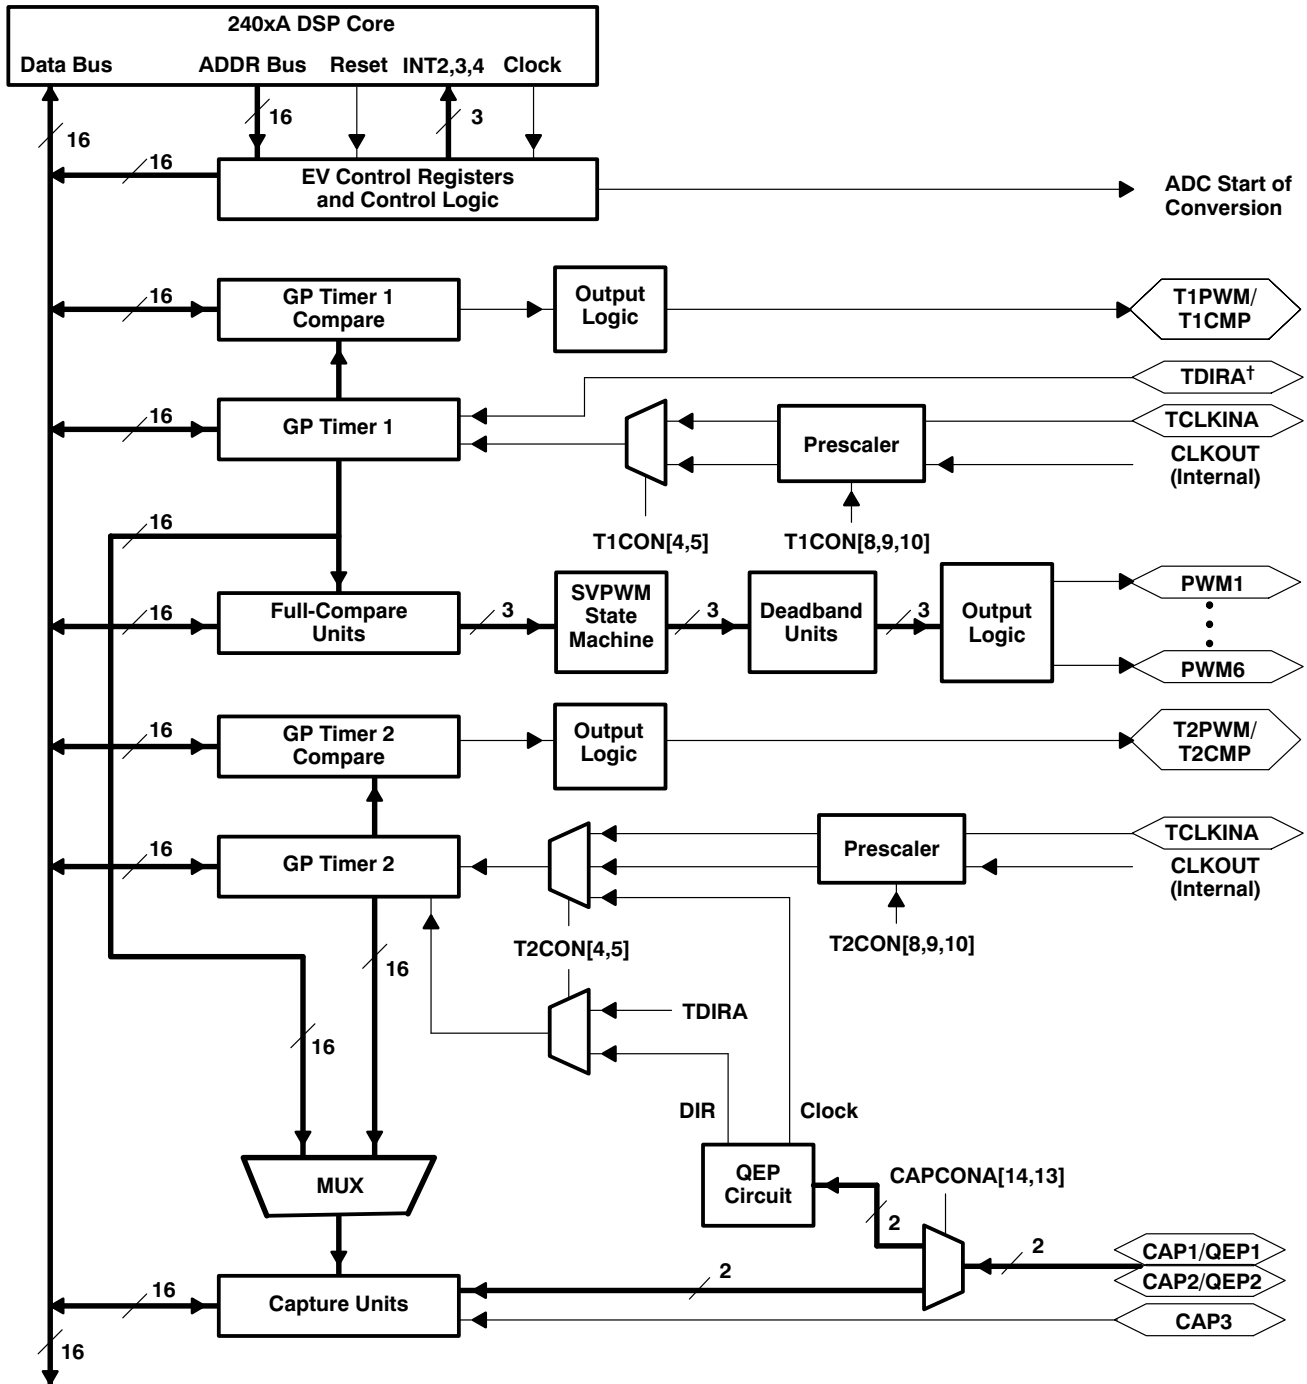 240xA DSP Core
Data Bus ADDR Bus Reset INT2,3,4 Clock
16 16 3
16
EV Control Registers
and Control Logic
ADC Start of
Conversion
16
GP Timer 1
Compare
Output
Logic
T1PWM/
T1CMP
TDIRA†
16
GP Timer 1
Prescaler
TCLKINA
CLKOUT
(Internal)
T1CON[4,5]
T1CON[8,9,10]
16
16
Full-Compare
Units
3
SVPWM
State
Machine
3
Deadband
Units
3
Output
Logic
PWM1
PWM6
16
GP Timer 2
Compare
Output
Logic
T2PWM/
T2CMP
16
GP Timer 2
Prescaler
TCLKINA
CLKOUT
(Internal)
T2CON[4,5]
T2CON[8,9,10]
16
TDIRA
16
DIR
Clock
MUX
QEP
Circuit
CAPCONA[14,13]
2
2
CAP1/QEP1
CAP2/QEP2
16
Capture Units
2
CAP3
16